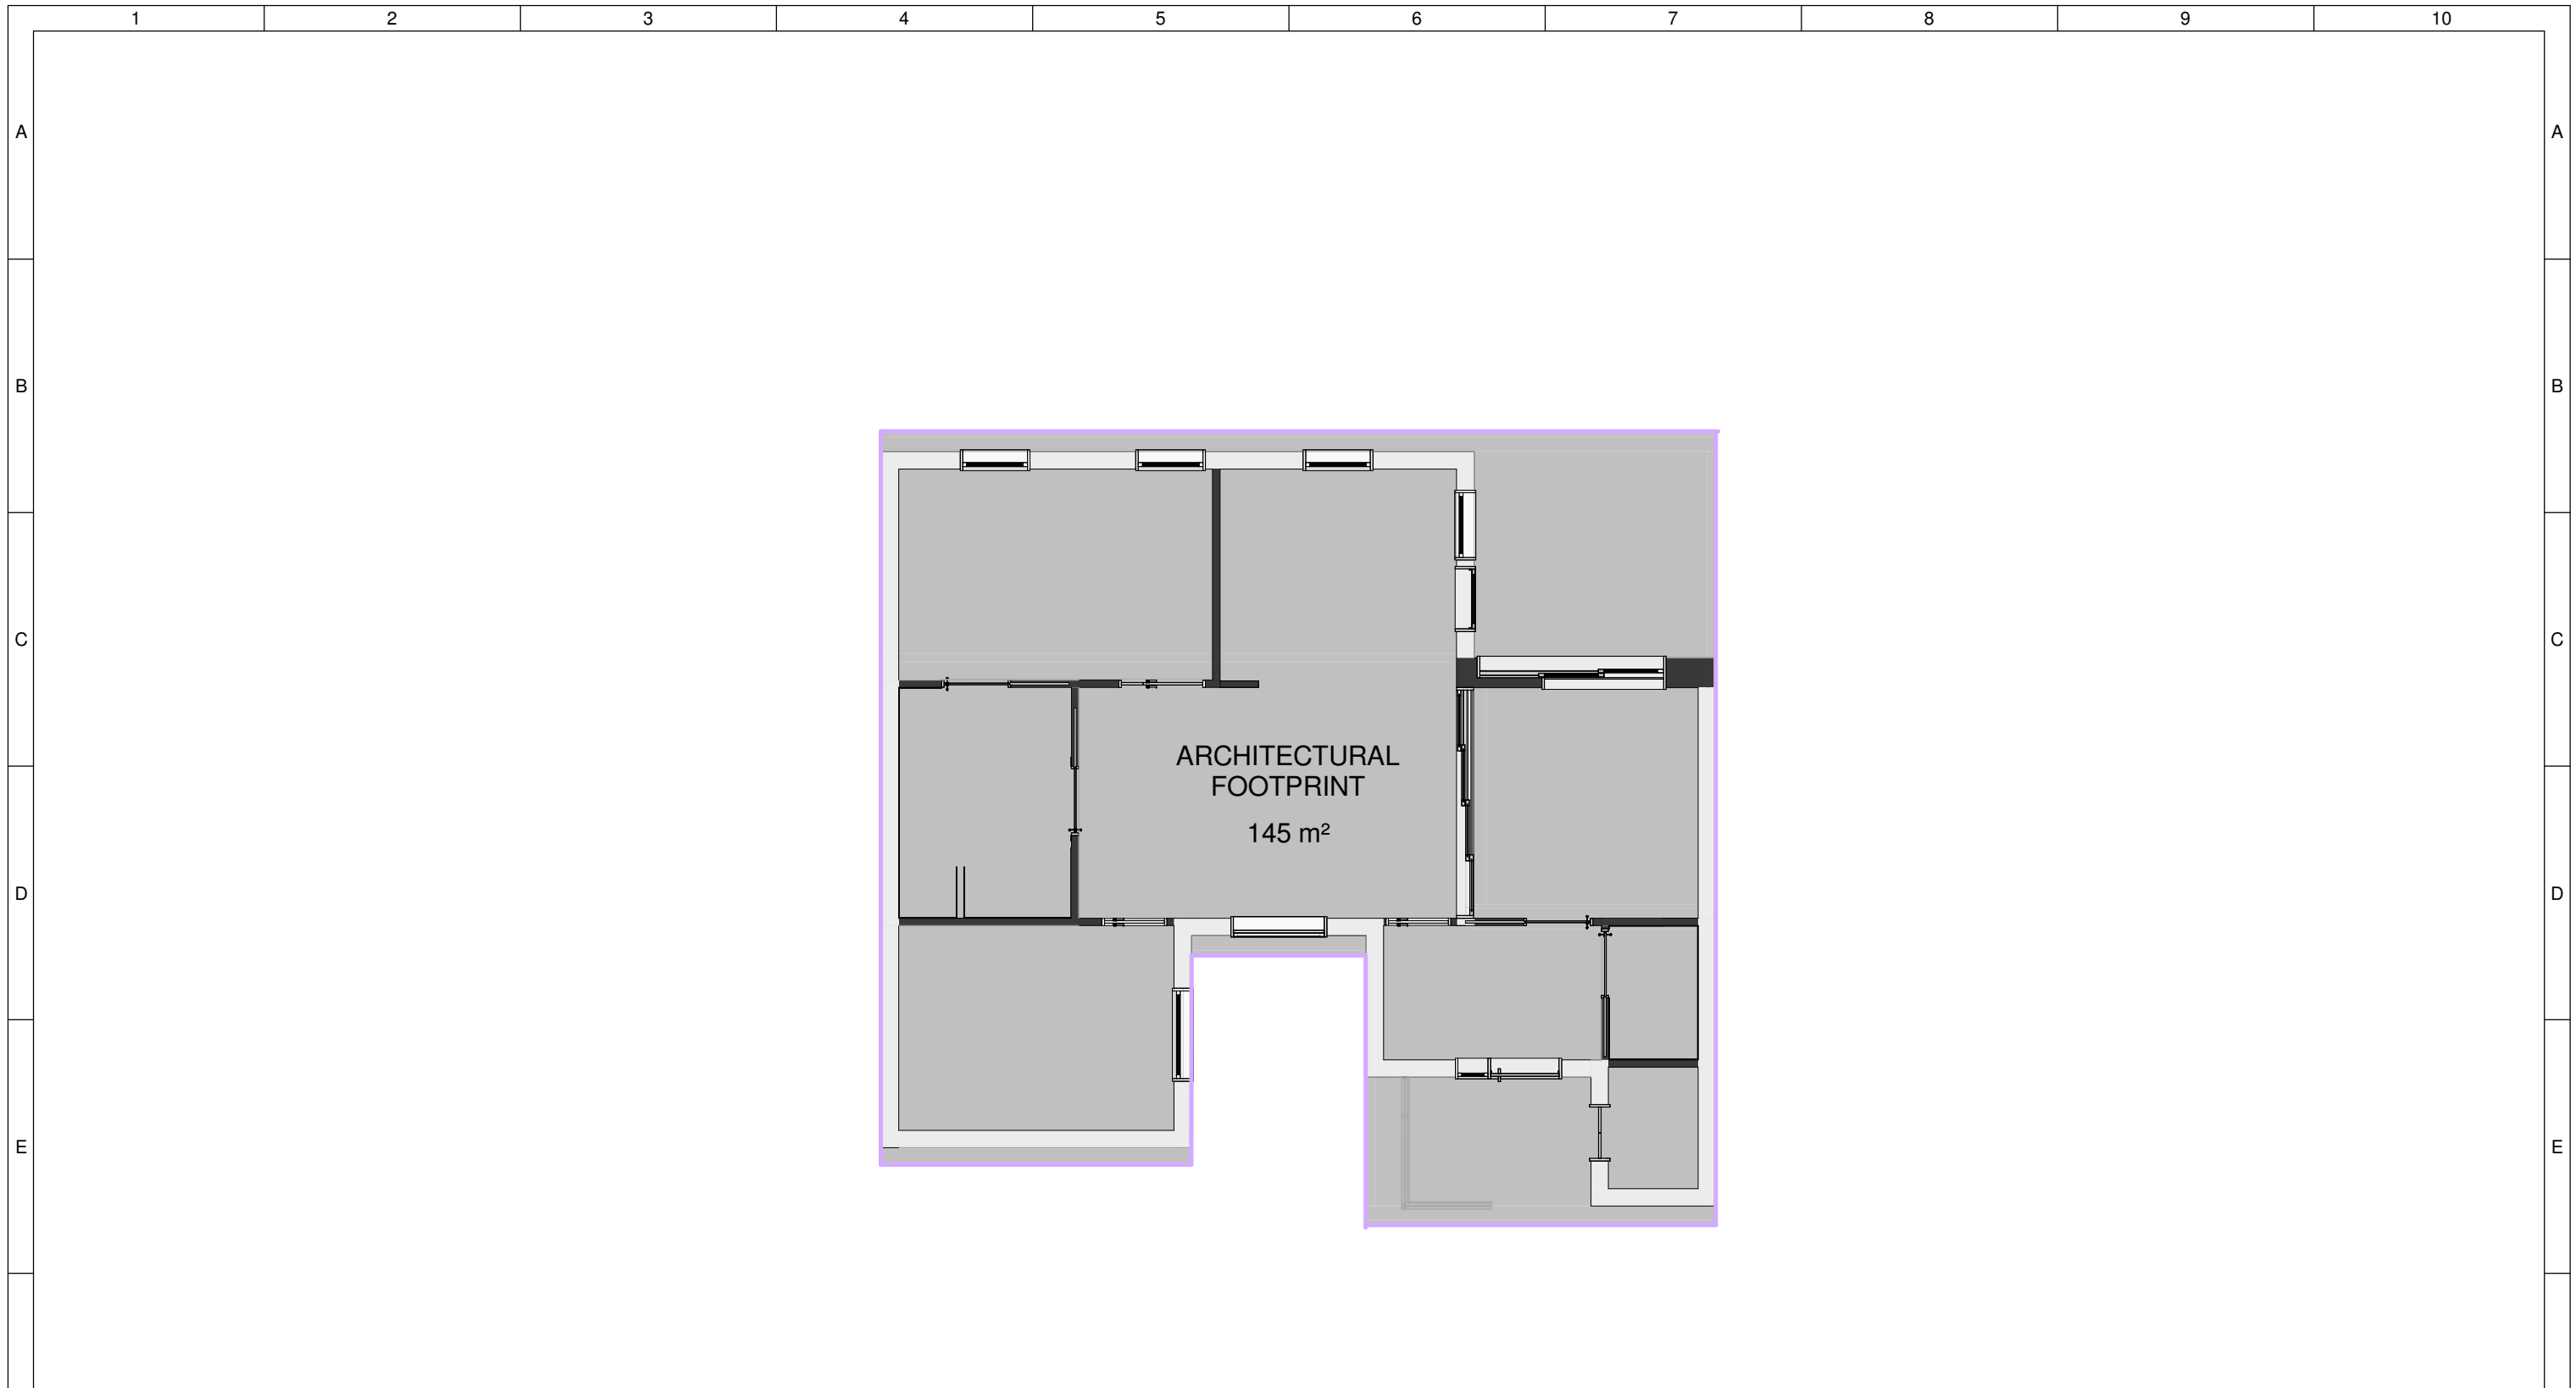 1 2 3 4 5 6 7 8 9 10
A A
B B
C C
ARCHITECTURAL
FOOTPRINT
145 m²
D D
E E